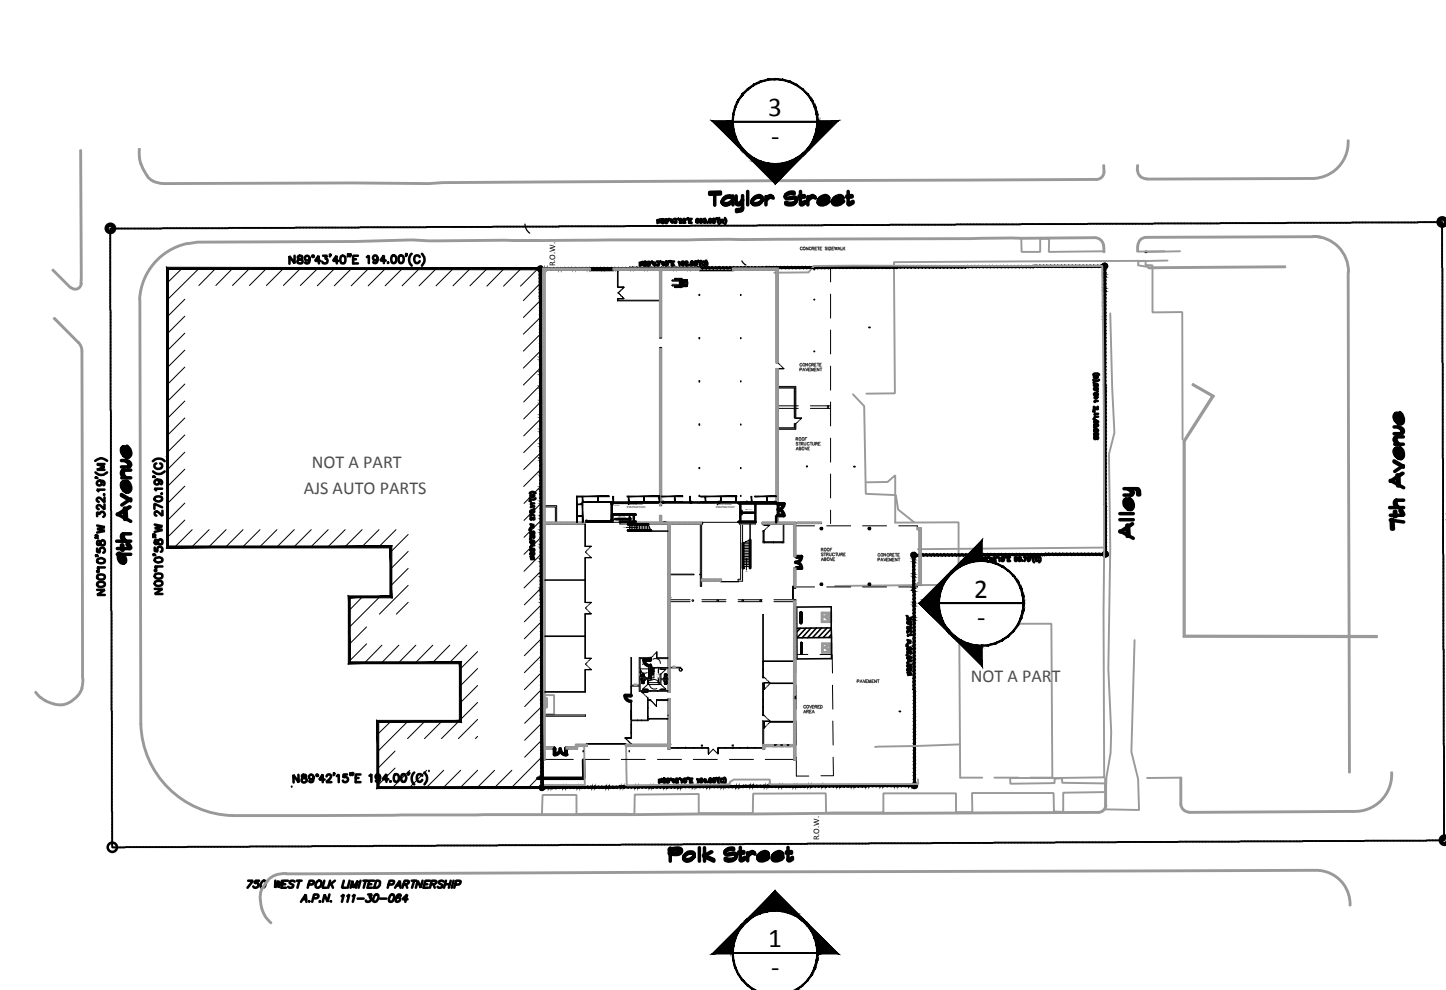 3
-
Taylor Street
CONCRETE SIDEWALK
R.O.W.
N89°43'40"E 194.00'(C)
CONCRETE
PAVEMENT
ROOF
STRUCTURE
ABOVE
NOT A PART
AJS AUTO PARTS
N00°10'58"W 322.19'(M)
9th Avenue
N00°10'58"W 270.19'(C)
Alley
7th Avenue
ROOF
STRUCTURE
ABOVE
CONCRETE
PAVEMENT
2
-
NOT A PART
PAVEMENT
COVERED
AREA
N89°42'15"E 194.00'(C)
R.O.W.
Polk Street
750 WEST POLK LIMITED PARTNERSHIP
A.P.N. 111-30-084
1
-